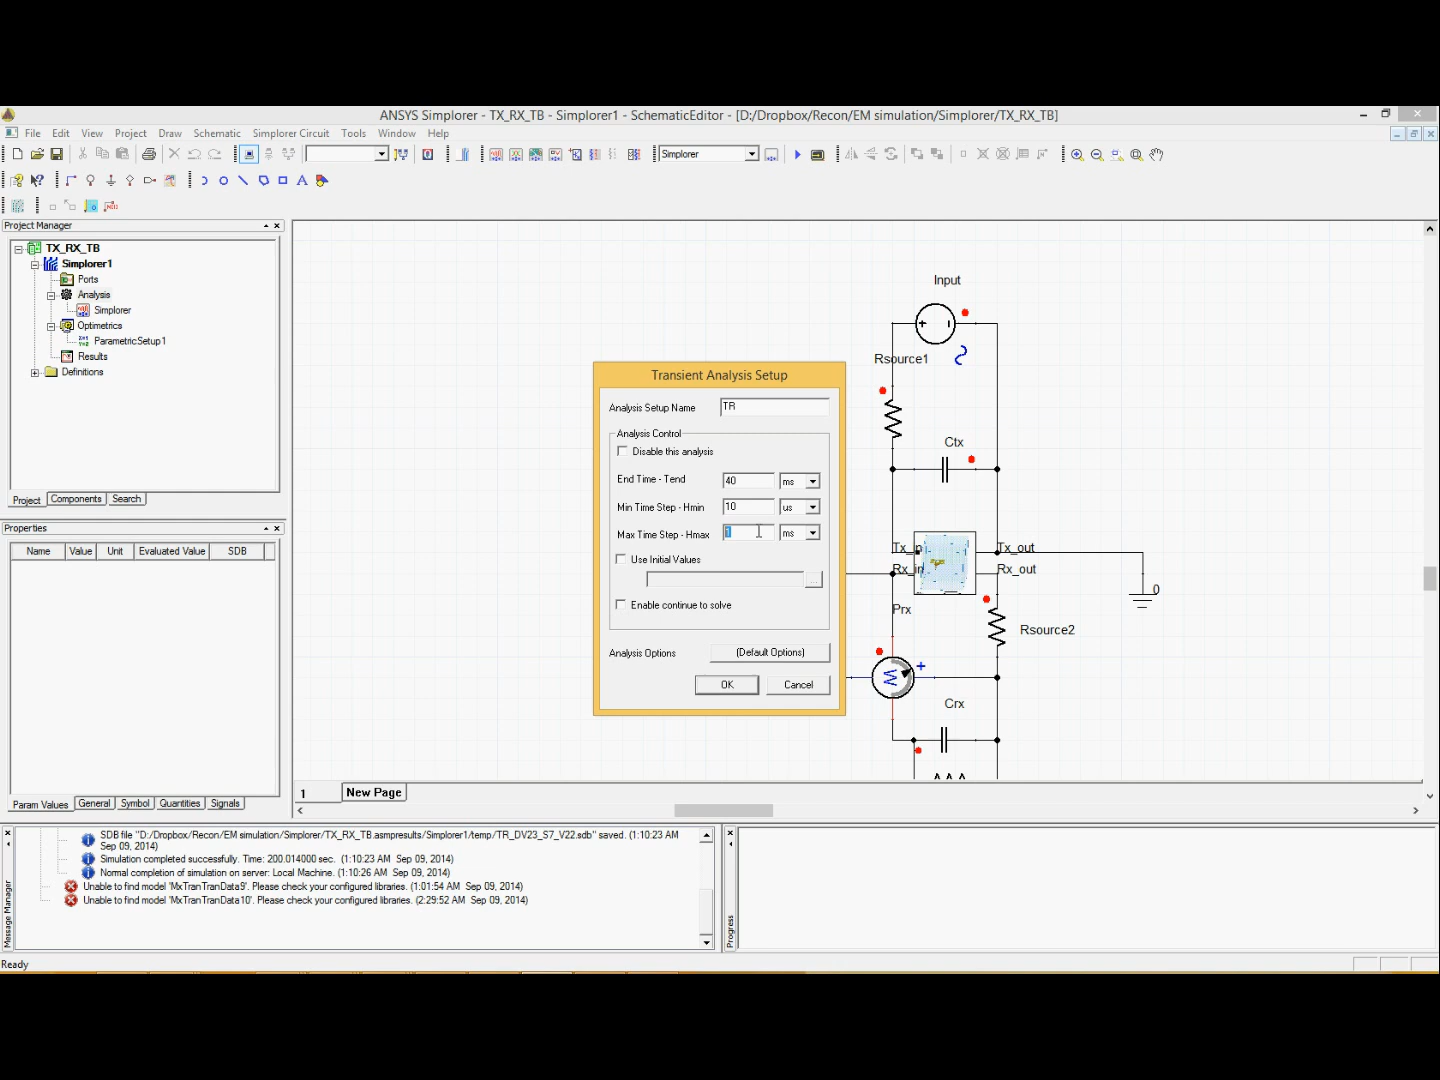 ANSYS Simplorer - TX_RX_TB - Simplorer1 - SchematicEditor - [D:/Dropbox/Recon/EM simulation/Simplorer/TX_RX_TB]
File Edit View Project Draw Schematic Simplorer Circuit Tools Window Help
Simplorer
Project Manager
TX_RX_TB
Simplorer1
Ports
Analysis
Simplorer
Optimetrics
ParametricSetup1
Results
Definitions
Project Components Search
Properties
Name Value Unit Evaluated Value SDB
Param Values General Symbol Quantities Signals
Input
Rsource1
Ctx
Tx_in
Tx_out
Rx_in
Rx_out
0
Prx
Rsource2
W
+
Crx
Transient Analysis Setup
Analysis Setup Name TR
Analysis Control
Disable this analysis
End Time - Tend 40 ms
Min Time Step - Hmin 10 us
Max Time Step - Hmax 1 ms
Use Initial Values
...
Enable continue to solve
Analysis Options (Default Options)
OK Cancel
1 New Page
SDB file "D:/Dropbox/Recon/EM simulation/Simplorer/TX_RX_TB.asmpresults/Simplorer1/temp/TR_DV23_S7_V22.sdb" saved. (1:10:23 AM
Sep 09, 2014)
Simulation completed successfully. Time: 200.014000 sec. (1:10:23 AM Sep 09, 2014)
Normal completion of simulation on server: Local Machine. (1:10:26 AM Sep 09, 2014)
Unable to find model 'MxTranTranData9'. Please check your configured libraries. (1:01:54 AM Sep 09, 2014)
Unable to find model 'MxTranTranData10'. Please check your configured libraries. (2:29:52 AM Sep 09, 2014)
Message Manager
Progress
Ready